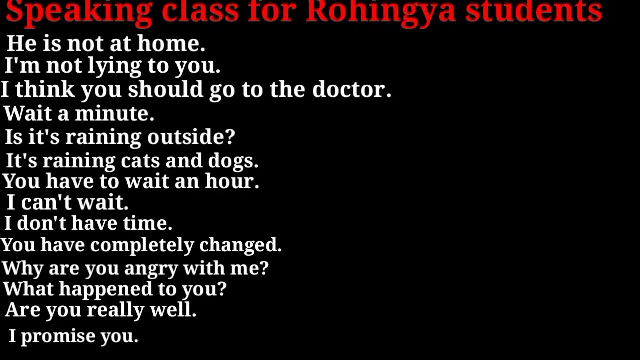 Speaking class for Rohingya students
He is not at home.
I'm not lying to you.
I think you should go to the doctor.
Wait a minute.
Is it's raining outside?
It's raining cats and dogs.
You have to wait an hour.
I can't wait.
I don't have time.
You have completely changed.
Why are you angry with me?
What happened to you?
Are you really well.
I promise you.